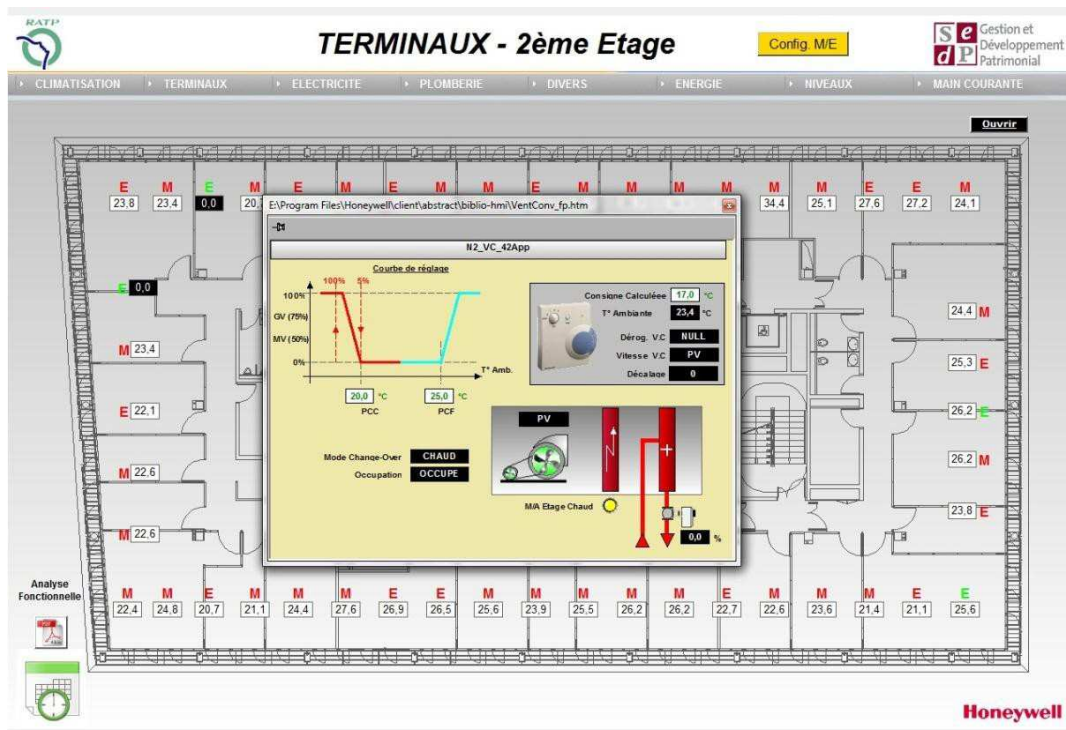 RATP
TERMINAUX - 2ème Etage
Config. M/E
S e d P Gestion et
Développement
Patrimonial
CLIMATISATION TERMINAUX ELECTRICITE PLOMBERIE DIVERS ENERGIE NIVEAUX MAIN COURANTE
Ouvrir
E M E M E M E M M E M M M M M E E M
23,8 23,4 0,0 34,4 25,1 27,6 27,2 24,1
E:\Program Files\Honeywell\client\abstract\biblio-hmi\VentConv_fp.htm
N2_VC_42App
Courbe de réglage
100% 5%
100%
GV (75%)
MV (50%)
0%
T° Amb.
20,0 °C 25,0 °C
PCC PCF
Consigne Calculéee 17,0 °C
T° Ambiante 23,4 °C
Dérog. V.C NULL
Vitesse V.C PV
Décalage 0
Mode Change-Over CHAUD
Occupation OCCUPE
PV
M/A Etage Chaud
0,0 %
E 0,0
M 23,4
E 22,1
M 22,6
M 22,6
24,4 M
25,3 E
26,2 E
26,2 M
23,8 E
Analyse
Fonctionnelle
M M E M M M E E M M M M M E M M M E E
22,4 24,8 20,7 21,1 24,4 27,6 26,9 26,5 25,6 23,9 25,5 26,2 26,2 22,7 22,6 23,6 21,4 21,1 25,6
PDF
Honeywell